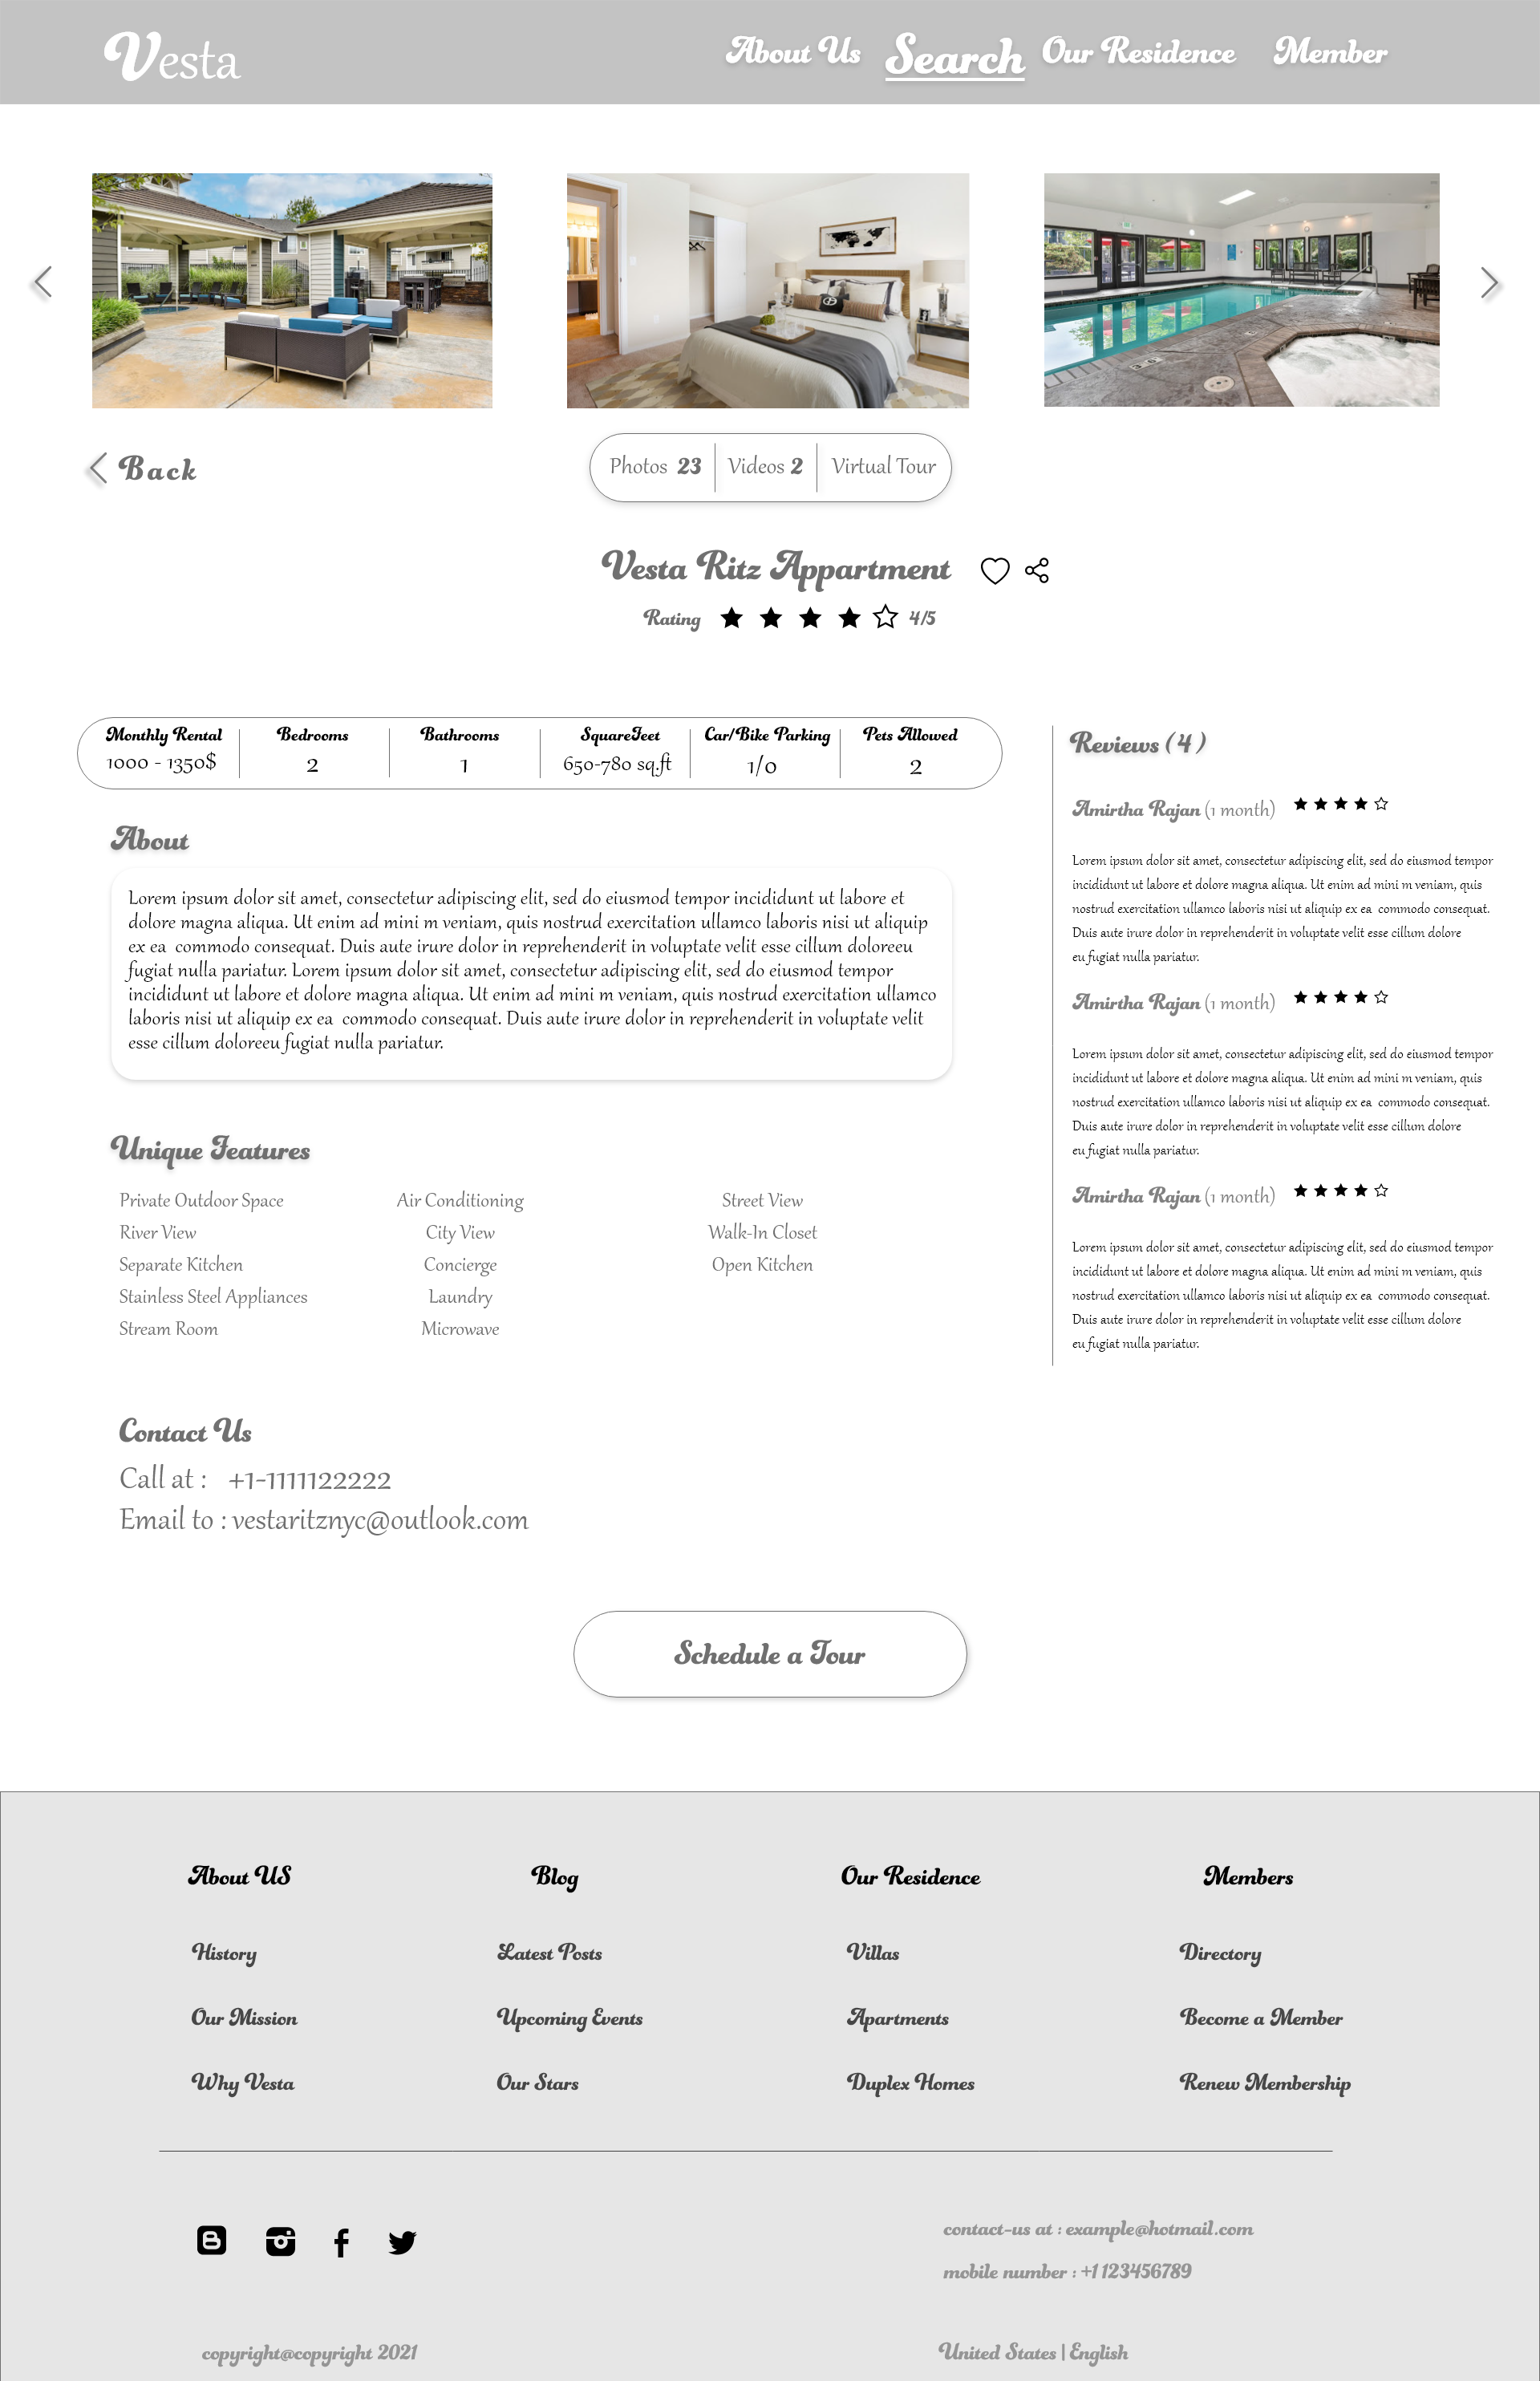 Vesta
About Us Search Our Residence Member
Back
Photos 23 Videos 2 Virtual Tour
Vesta Ritz Appartment
Rating 4/5
Monthly Rental Bedrooms Bathrooms SquareFeet Car/Bike Parking Pets Allowed
1000 - 1350$ 2 1 650-780 sq.ft 1/0 2
About
Lorem ipsum dolor sit amet, consectetur adipiscing elit, sed do eiusmod tempor incididunt ut labore et
dolore magna aliqua. Ut enim ad mini m veniam, quis nostrud exercitation ullamco laboris nisi ut aliquip
ex ea commodo consequat. Duis aute irure dolor in reprehenderit in voluptate velit esse cillum doloreeu
fugiat nulla pariatur. Lorem ipsum dolor sit amet, consectetur adipiscing elit, sed do eiusmod tempor
incididunt ut labore et dolore magna aliqua. Ut enim ad mini m veniam, quis nostrud exercitation ullamco
laboris nisi ut aliquip ex ea commodo consequat. Duis aute irure dolor in reprehenderit in voluptate velit
esse cillum doloreeu fugiat nulla pariatur.
Unique Features
Private Outdoor Space Air Conditioning Street View
River View City View Walk-In Closet
Separate Kitchen Concierge Open Kitchen
Stainless Steel Appliances Laundry
Stream Room Microwave
Contact Us
Call at : +1-1111122222
Email to : vestaritznyc@outlook.com
Reviews ( 4 )
Amirtha Rajan (1 month)
Lorem ipsum dolor sit amet, consectetur adipiscing elit, sed do eiusmod tempor
incididunt ut labore et dolore magna aliqua. Ut enim ad mini m veniam, quis
nostrud exercitation ullamco laboris nisi ut aliquip ex ea commodo consequat.
Duis aute irure dolor in reprehenderit in voluptate velit esse cillum dolore
eu fugiat nulla pariatur.
Amirtha Rajan (1 month)
Lorem ipsum dolor sit amet, consectetur adipiscing elit, sed do eiusmod tempor
incididunt ut labore et dolore magna aliqua. Ut enim ad mini m veniam, quis
nostrud exercitation ullamco laboris nisi ut aliquip ex ea commodo consequat.
Duis aute irure dolor in reprehenderit in voluptate velit esse cillum dolore
eu fugiat nulla pariatur.
Amirtha Rajan (1 month)
Lorem ipsum dolor sit amet, consectetur adipiscing elit, sed do eiusmod tempor
incididunt ut labore et dolore magna aliqua. Ut enim ad mini m veniam, quis
nostrud exercitation ullamco laboris nisi ut aliquip ex ea commodo consequat.
Duis aute irure dolor in reprehenderit in voluptate velit esse cillum dolore
eu fugiat nulla pariatur.
Schedule a Tour
About US Blog Our Residence Members
History Latest Posts Villas Directory
Our Mission Upcoming Events Apartments Become a Member
Why Vesta Our Stars Duplex Homes Renew Membership
contact-us at : example@hotmail.com
mobile number : +1 123456789
copyright@copyright 2021 United States | English